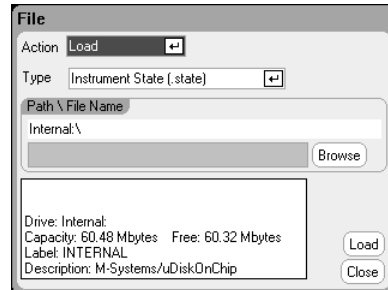 File
Action Load
Type Instrument State (.state)
Path \ File Name
Internal:\
Browse
Drive: Internal:
Capacity: 60.48 Mbytes Free: 60.32 Mbytes
Label: INTERNAL
Description: M-Systems/uDiskOnChip
Load
Close